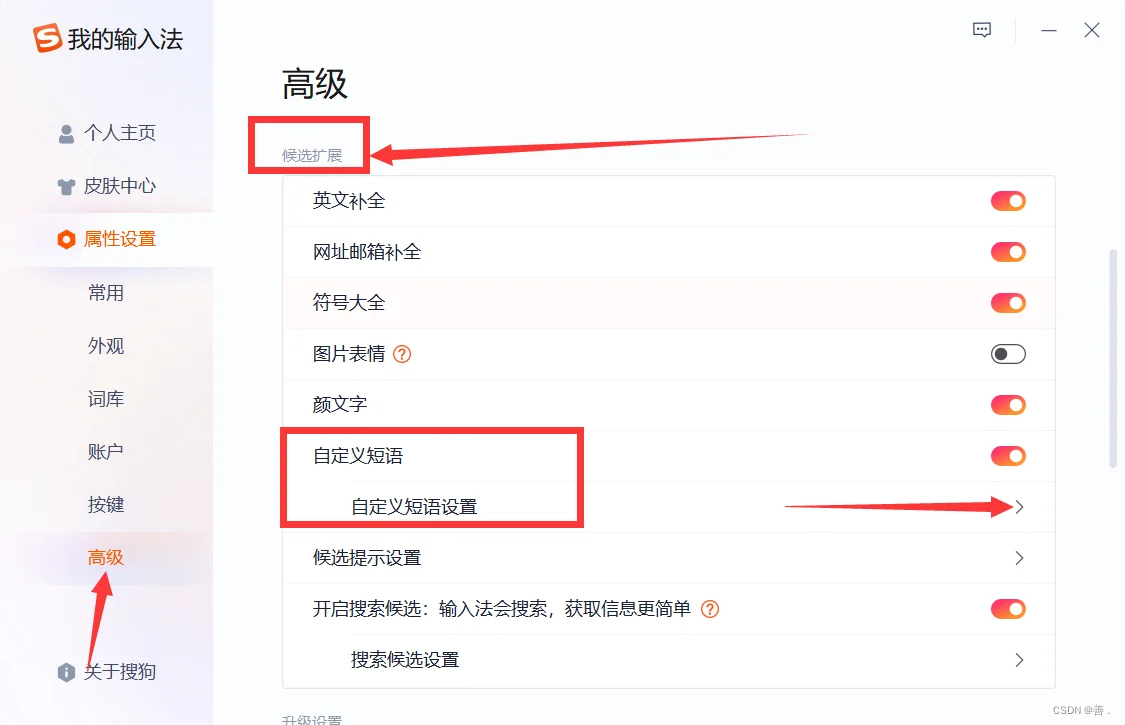 我的输入法
个人主页
皮肤中心
属性设置
常用
外观
词库
账户
按键
高级
关于搜狗
高级
候选扩展
英文补全
网址邮箱补全
符号大全
图片表情 ?
颜文字
自定义短语
自定义短语设置
候选提示设置
开启搜索候选：输入法会搜索，获取信息更简单 ?
搜索候选设置
升级设置
CSDN @善 .